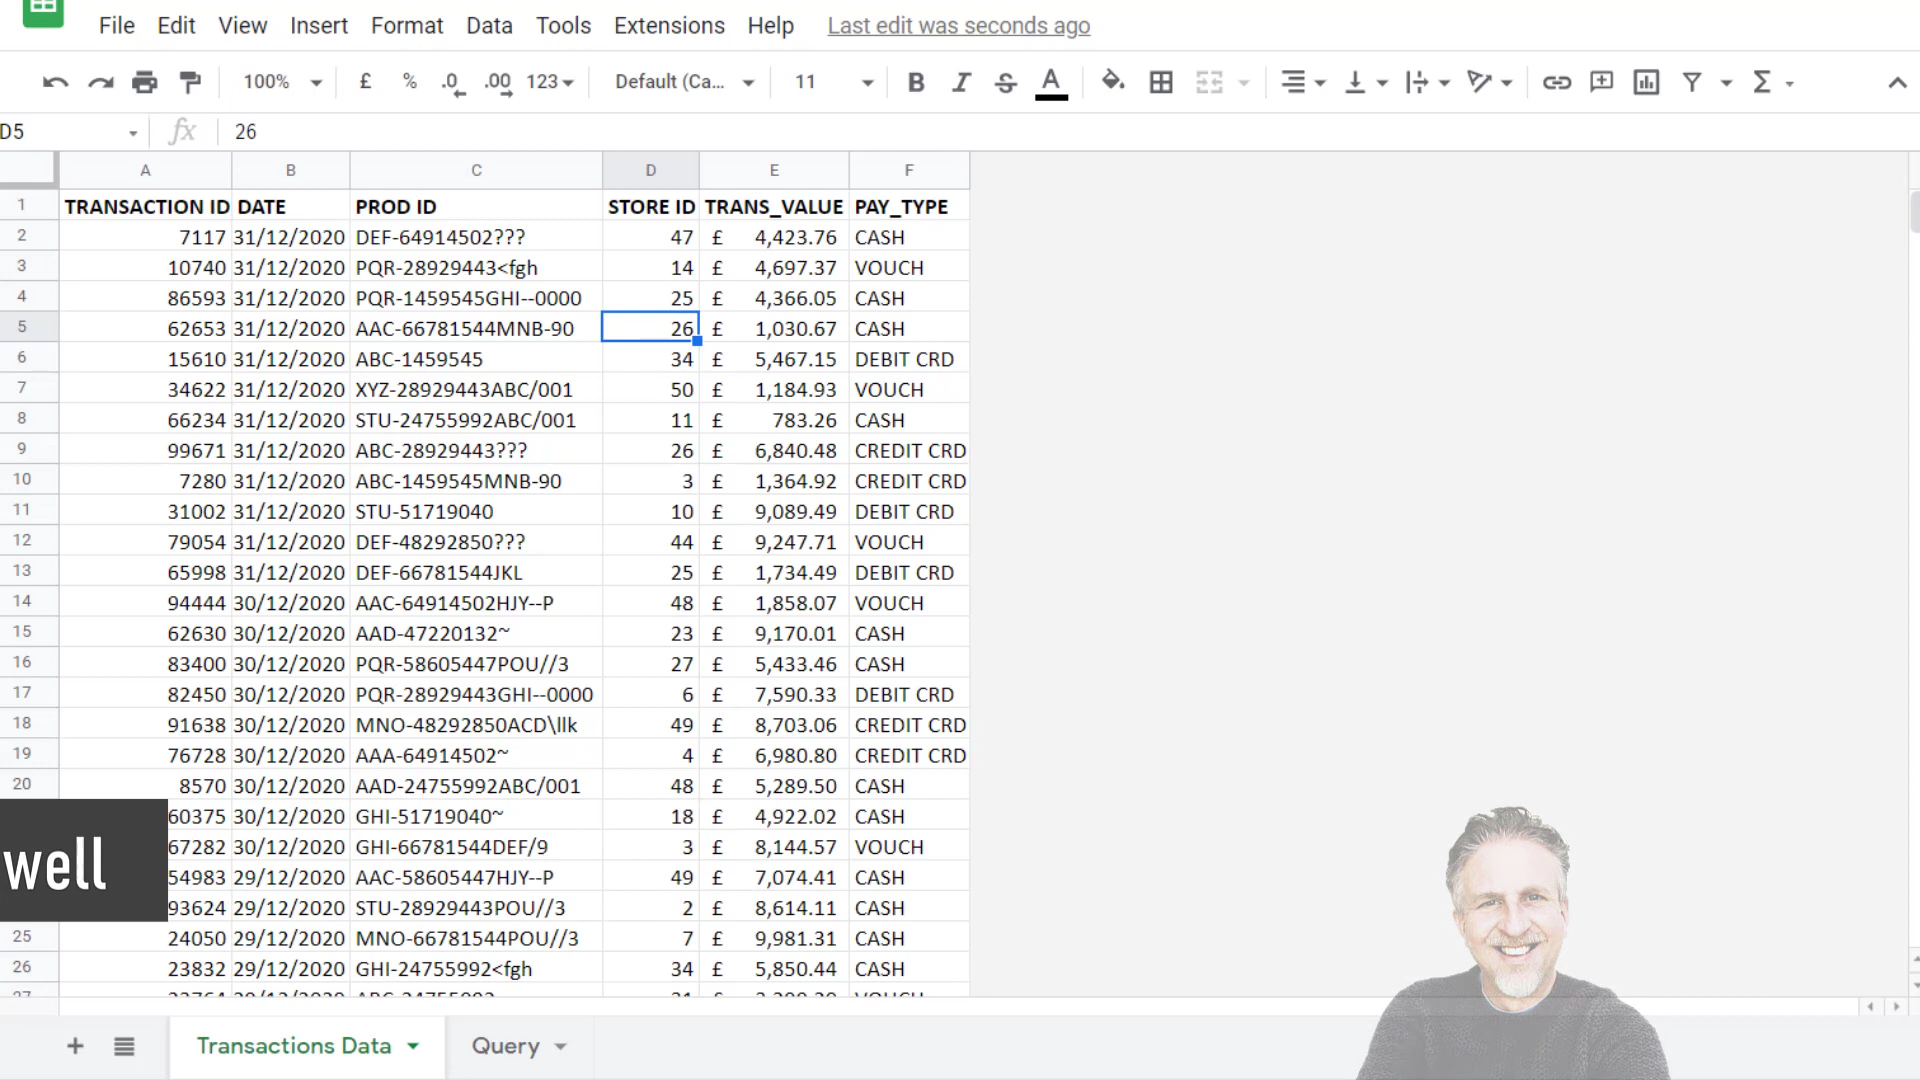 File Edit View Insert Format Data Tools Extensions Help Last edit was seconds ago
100% £ % .0 .00 123 Default (Ca... 11 B I S A Σ
D5 fx 26
A B C D E F
1 TRANSACTION ID DATE PROD ID STORE ID TRANS_VALUE PAY_TYPE
2 7117 31/12/2020 DEF-64914502??? 47 £ 4,423.76 CASH
3 10740 31/12/2020 PQR-28929443<fgh 14 £ 4,697.37 VOUCH
4 86593 31/12/2020 PQR-1459545GHI--0000 25 £ 4,366.05 CASH
5 62653 31/12/2020 AAC-66781544MNB-90 26 £ 1,030.67 CASH
6 15610 31/12/2020 ABC-1459545 34 £ 5,467.15 DEBIT CRD
7 34622 31/12/2020 XYZ-28929443ABC/001 50 £ 1,184.93 VOUCH
8 66234 31/12/2020 STU-24755992ABC/001 11 £ 783.26 CASH
9 99671 31/12/2020 ABC-28929443??? 26 £ 6,840.48 CREDIT CRD
10 7280 31/12/2020 ABC-1459545MNB-90 3 £ 1,364.92 CREDIT CRD
11 31002 31/12/2020 STU-51719040 10 £ 9,089.49 DEBIT CRD
12 79054 31/12/2020 DEF-48292850??? 44 £ 9,247.71 VOUCH
13 65998 31/12/2020 DEF-66781544JKL 25 £ 1,734.49 DEBIT CRD
14 94444 30/12/2020 AAC-64914502HJY--P 48 £ 1,858.07 VOUCH
15 62630 30/12/2020 AAD-47220132~ 23 £ 9,170.01 CASH
16 83400 30/12/2020 PQR-58605447POU//3 27 £ 5,433.46 CASH
17 82450 30/12/2020 PQR-28929443GHI--0000 6 £ 7,590.33 DEBIT CRD
18 91638 30/12/2020 MNO-48292850ACD\llk 49 £ 8,703.06 CREDIT CRD
19 76728 30/12/2020 AAA-64914502~ 4 £ 6,980.80 CREDIT CRD
20 8570 30/12/2020 AAD-24755992ABC/001 48 £ 5,289.50 CASH
60375 30/12/2020 GHI-51719040~ 18 £ 4,922.02 CASH
67282 30/12/2020 GHI-66781544DEF/9 3 £ 8,144.57 VOUCH
well
54983 29/12/2020 AAC-58605447HJY--P 49 £ 7,074.41 CASH
93624 29/12/2020 STU-28929443POU//3 2 £ 8,614.11 CASH
25 24050 29/12/2020 MNO-66781544POU//3 7 £ 9,981.31 CASH
26 23832 29/12/2020 GHI-24755992<fgh 34 £ 5,850.44 CASH
Transactions Data Query